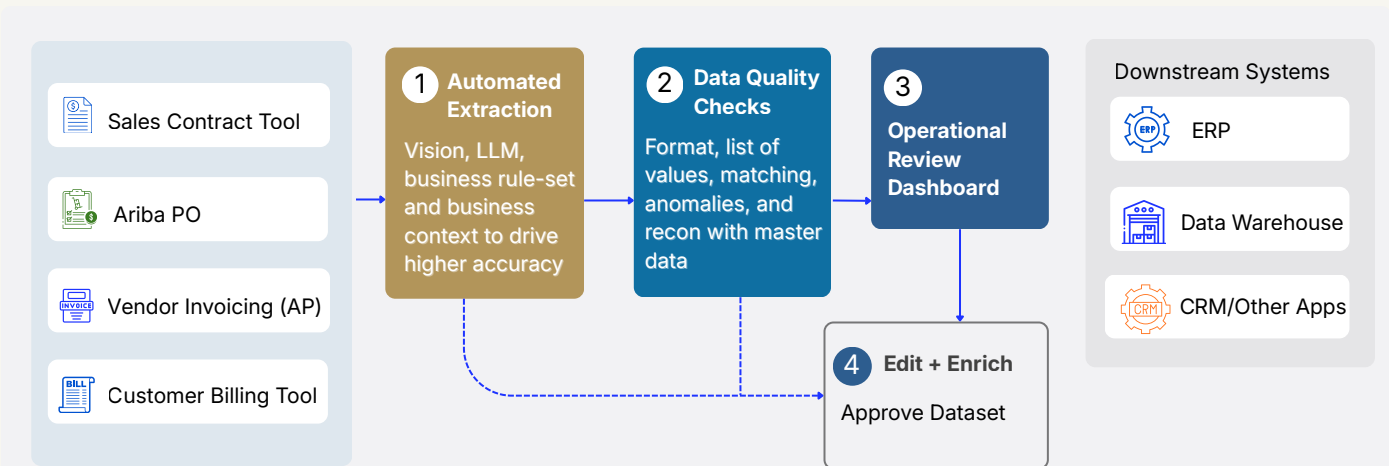 Sales Contract Tool
Ariba PO
INVOICE
Vendor Invoicing (AP)
BILL
Customer Billing Tool
1
Automated
Extraction
Vision, LLM,
business rule-set
and business
context to drive
higher accuracy
2
Data Quality
Checks
Format, list of
values, matching,
anomalies, and
recon with master
data
3
Operational
Review
Dashboard
4
Edit + Enrich
Approve Dataset
Downstream Systems
ERP
ERP
Data Warehouse
CRM
CRM/Other Apps